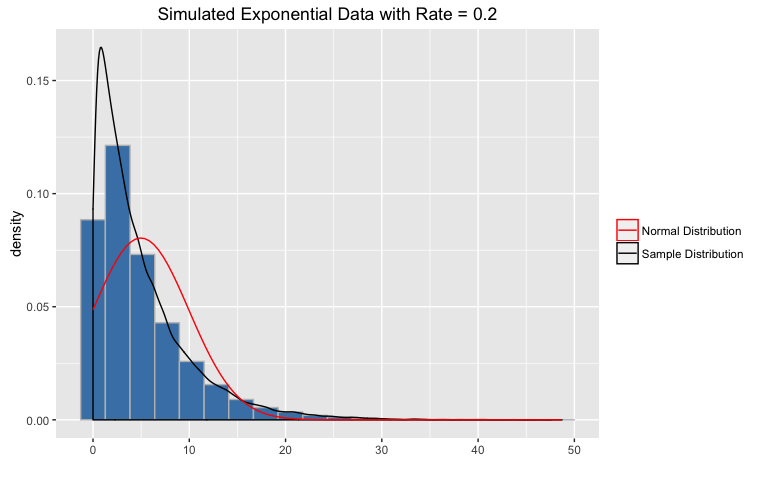 Simulated Exponential Data with Rate = 0.2
density
0.15
0.10
0.05
0.00
0 10 20 30 40 50
Normal Distribution
Sample Distribution